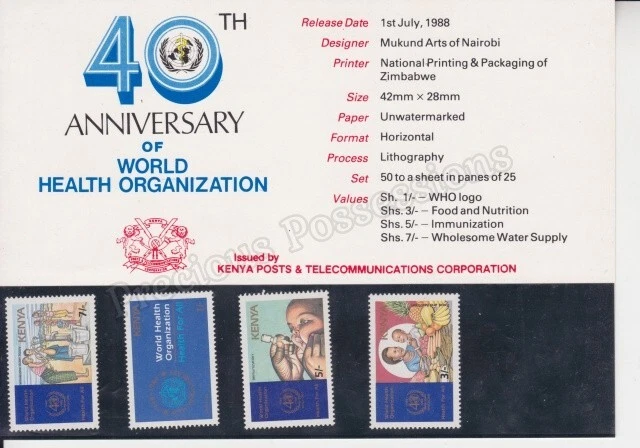 40TH
ANNIVERSARY
OF
WORLD
HEALTH ORGANIZATION
Release Date 1st July, 1988
Designer Mukund Arts of Nairobi
Printer National Printing & Packaging of
Zimbabwe
Size 42mm × 28mm
Paper Unwatermarked
Format Horizontal
Process Lithography
Set 50 to a sheet in panes of 25
Values Sh. 1/- – WHO logo
Shs. 3/- – Food and Nutrition
Shs. 5/- – Immunization
Shs. 7/- – Wholesome Water Supply
Issued by
KENYA POSTS & TELECOMMUNICATIONS CORPORATION
Precious Possessions
KENYA
7/-
World Health
Organization
KENYA
5/-
KENYA
3/-